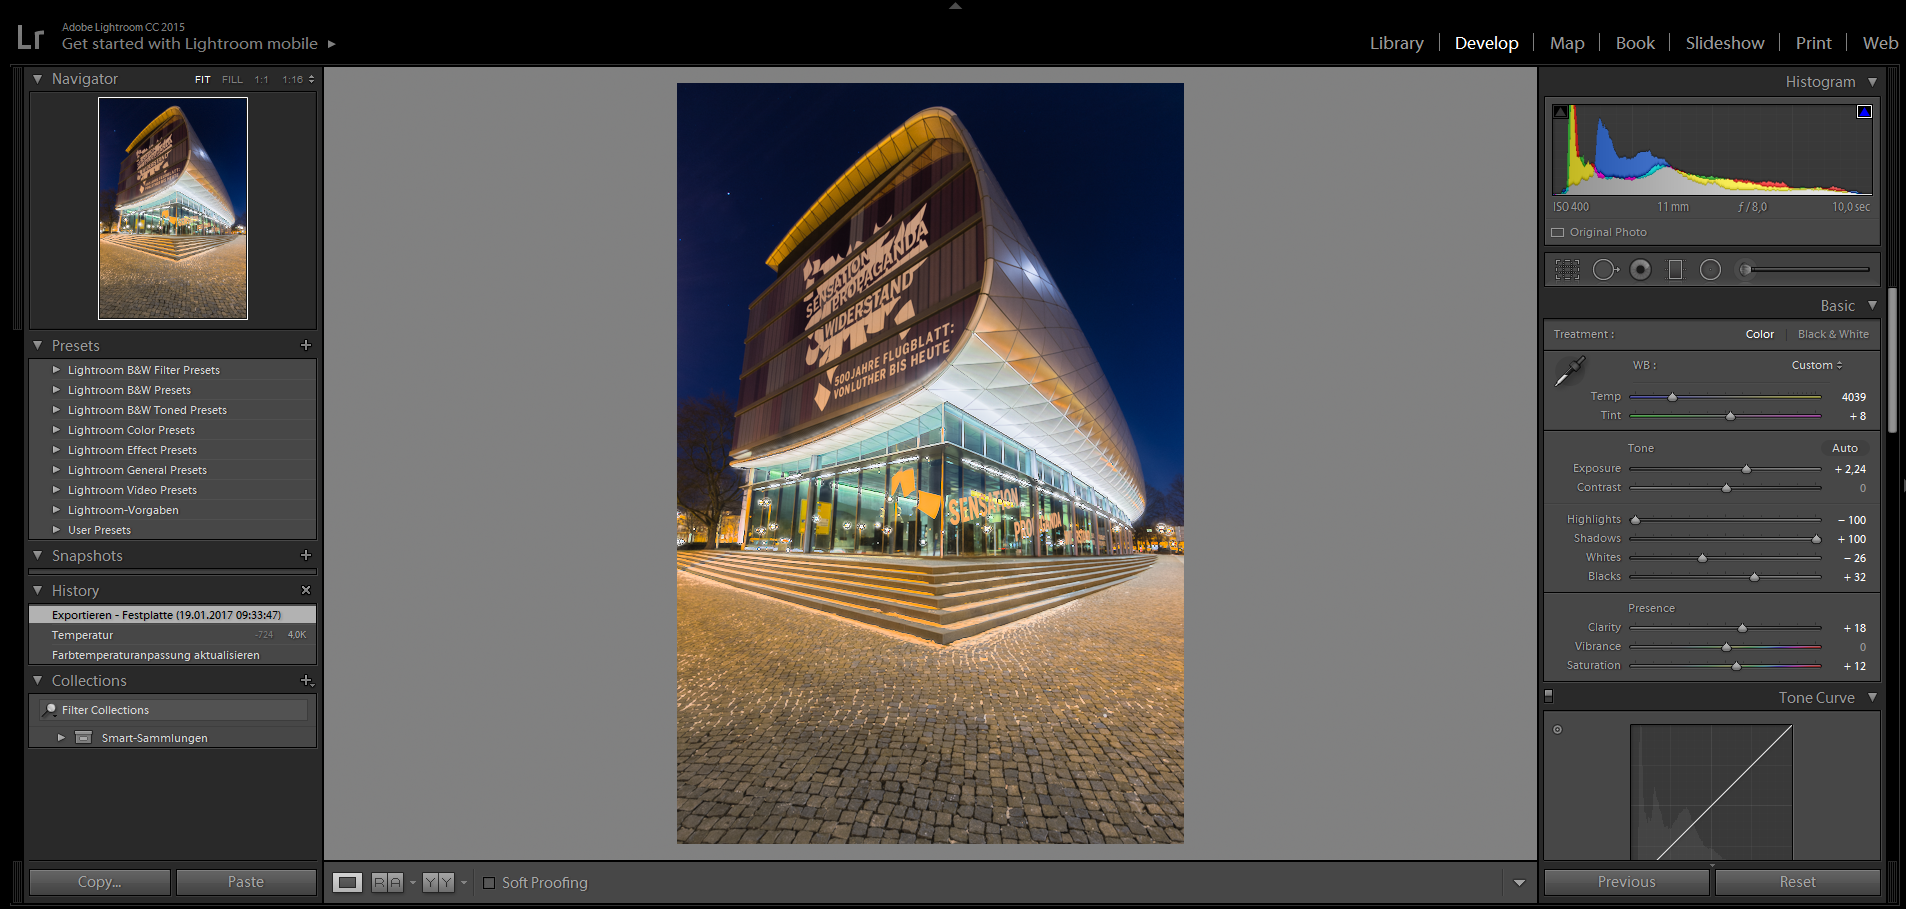 Lr
Adobe Lightroom CC 2015
Get started with Lightroom mobile
Library
Develop
Map
Book
Slideshow
Print
Web
Navigator
FIT FILL 1:1 1:16
Presets
Lightroom B&W Filter Presets
Lightroom B&W Presets
Lightroom B&W Toned Presets
Lightroom Color Presets
Lightroom Effect Presets
Lightroom General Presets
Lightroom Video Presets
Lightroom-Vorgaben
User Presets
Snapshots
History
Exportieren - Festplatte (19.01.2017 09:33:47)
Temperatur -724 4,0K
Farbtemperaturanpassung aktualisieren
Collections
Filter Collections
Smart-Sammlungen
Copy...
Paste
SENSATION
PROPAGANDA
WIDERSTAND
500 JAHRE FLUGBLATT:
VON LUTHER BIS HEUTE
SENSATION
R A
Y Y
Soft Proofing
Histogram
ISO 400 11 mm ƒ / 8,0 10,0 sec
Original Photo
Basic
Treatment : Color Black & White
WB : Custom
Temp 4039
Tint + 8
Tone Auto
Exposure + 2,24
Contrast 0
Highlights − 100
Shadows + 100
Whites − 26
Blacks + 32
Presence
Clarity + 18
Vibrance 0
Saturation + 12
Tone Curve
Previous
Reset